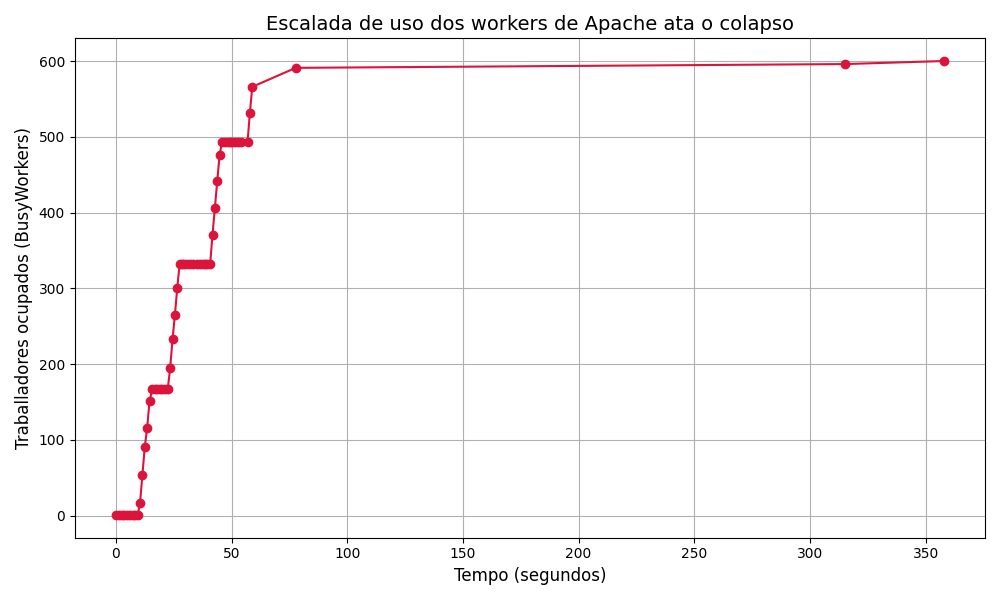 Escalada de uso dos workers de Apache ata o colapso
Traballadores ocupados (BusyWorkers)
600
500
400
300
200
100
0
0 50 100 150 200 250 300 350
Tempo (segundos)